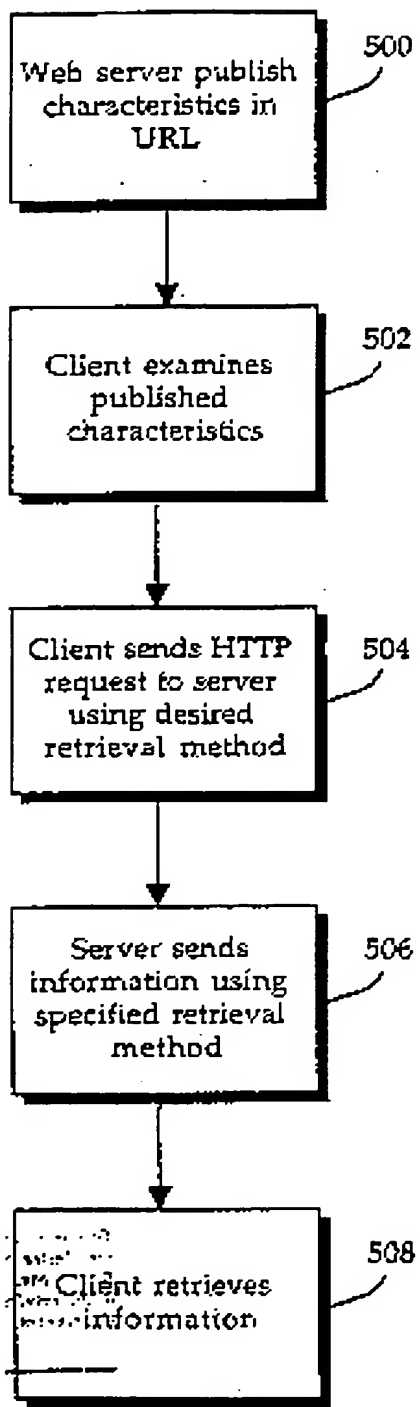 500
Web server publish
characteristics in
URL
502
Client examines
published
characteristics
504
Client sends HTTP
request to server
using desired
retrieval method
506
Server sends
information using
specified retrieval
method
508
Client retrieves
information